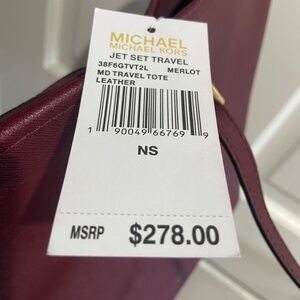 MICHAEL
MICHAEL KORS
JET SET TRAVEL
38F6GTVT2L MERLOT
MD TRAVEL TOTE
LEATHER
1 90049 66769 9
NS
MSRP $278.00